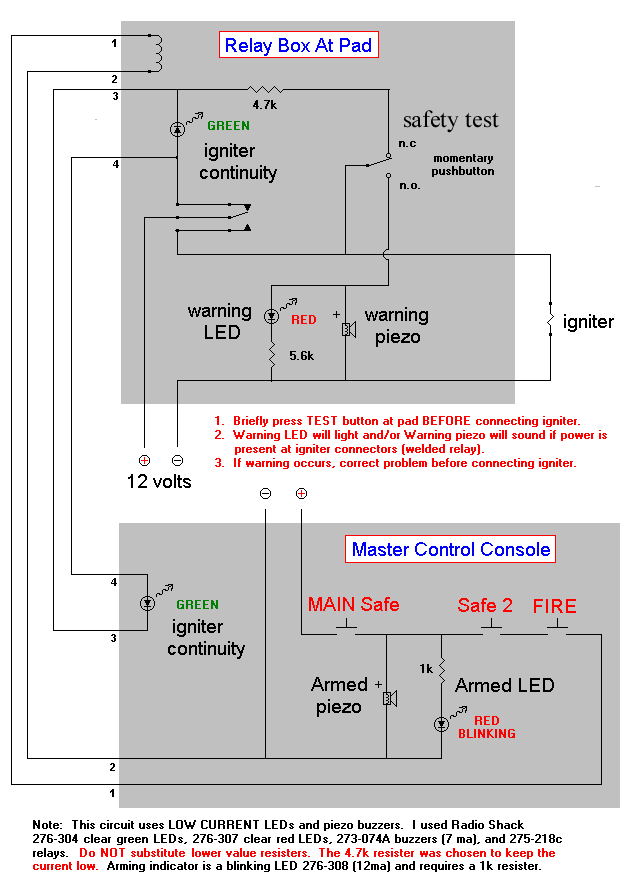 1
Relay Box At Pad
2
3
4.7k
GREEN
safety test
igniter
continuity
n.c
momentary
pushbutton
4
n.o.
warning
LED
RED
+
warning
piezo
igniter
5.6k
1. Briefly press TEST button at pad BEFORE connecting igniter.
2. Warning LED will light and/or Warning piezo will sound if power is
present at igniter connectors (welded relay).
3. If warning occurs, correct problem before connecting igniter.
+ −
12 volts
− +
Master Control Console
4
GREEN
igniter
continuity
3
MAIN Safe
Safe 2
FIRE
1k
Armed +
piezo
Armed LED
RED
BLINKING
2
1
Note: This circuit uses LOW CURRENT LEDs and piezo buzzers. I used Radio Shack
276-304 clear green LEDs, 276-307 clear red LEDs, 273-074A buzzers (7 ma), and 275-218c
relays. Do NOT substitute lower value resisters. The 4.7k resister was chosen to keep the
current low. Arming indicator is a blinking LED 276-308 (12ma) and requires a 1k resister.